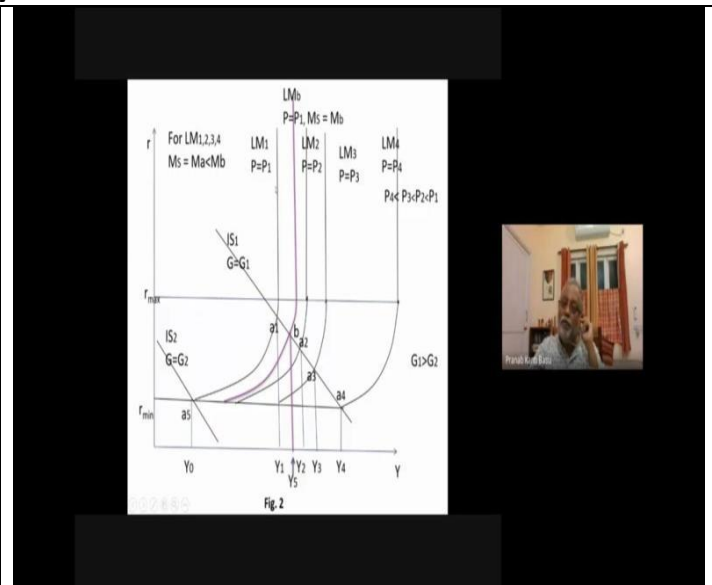 LMb
P=P1, MS = Mb
For LM1,2,3,4
MS = Ma<Mb
r
LM1
P=P1
LM2
P=P2
LM3
P=P3
LM4
P=P4
P4< P3<P2<P1
IS1
G=G1
rmax
a1
b
a2
a3
a4
IS2
G=G2
G1>G2
rmin
a5
Y0
Y1
Y2
Y3
Y4
Y
Y5
Fig. 2
Pranab Kanti Basu